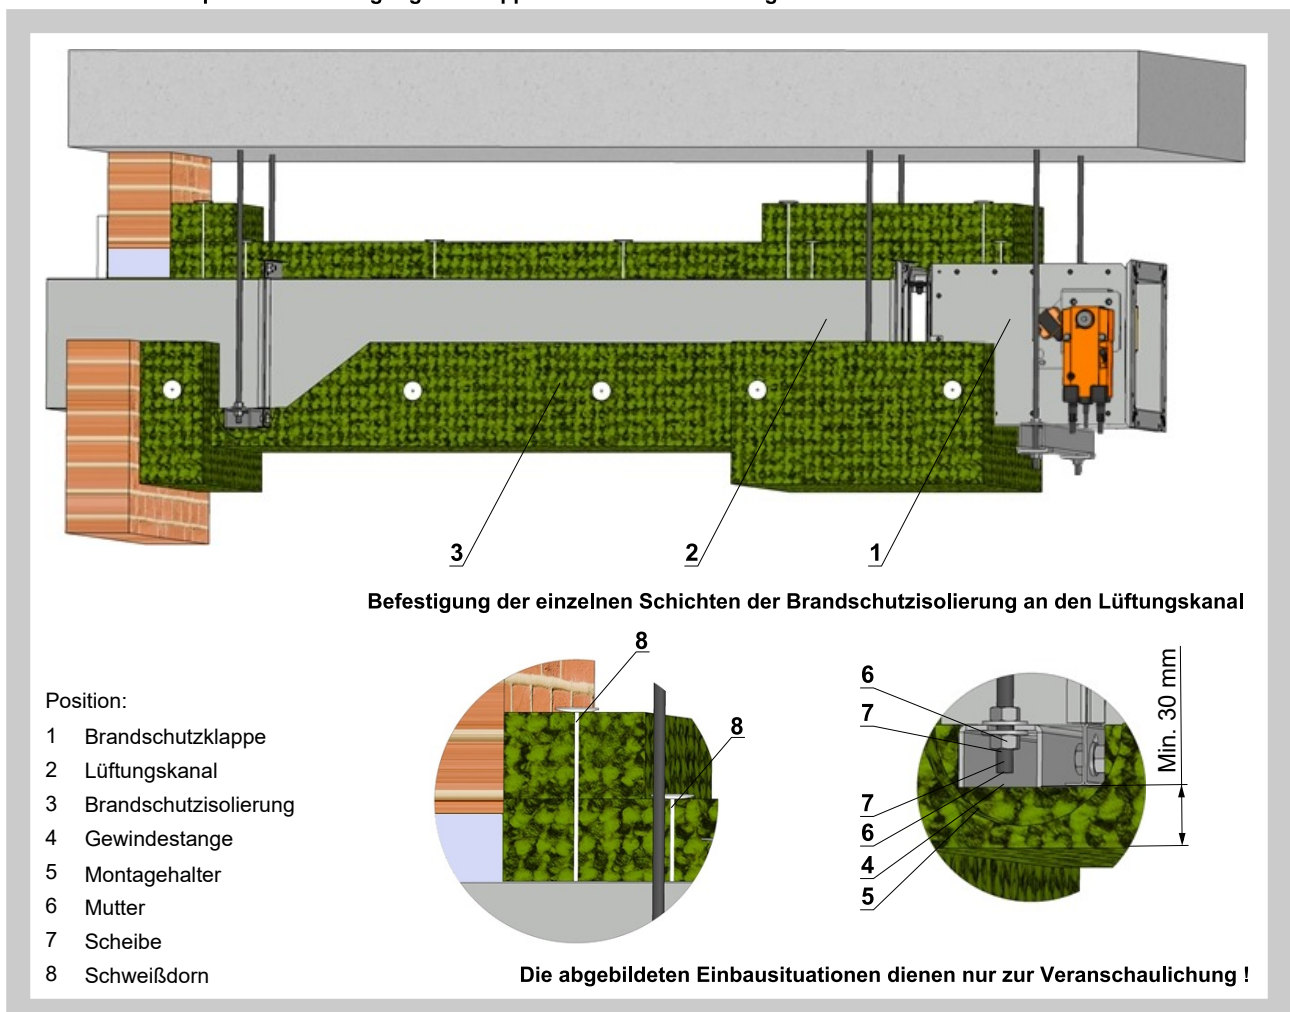 3
2
1
Befestigung der einzelnen Schichten der Brandschutzisolierung an den Lüftungskanal
8
8
6
7
7
6
4
5
Min. 30 mm
Position:
1 Brandschutzklappe
2 Lüftungskanal
3 Brandschutzisolierung
4 Gewindestange
5 Montagehalter
6 Mutter
7 Scheibe
8 Schweißdorn
Die abgebildeten Einbausituationen dienen nur zur Veranschaulichung !